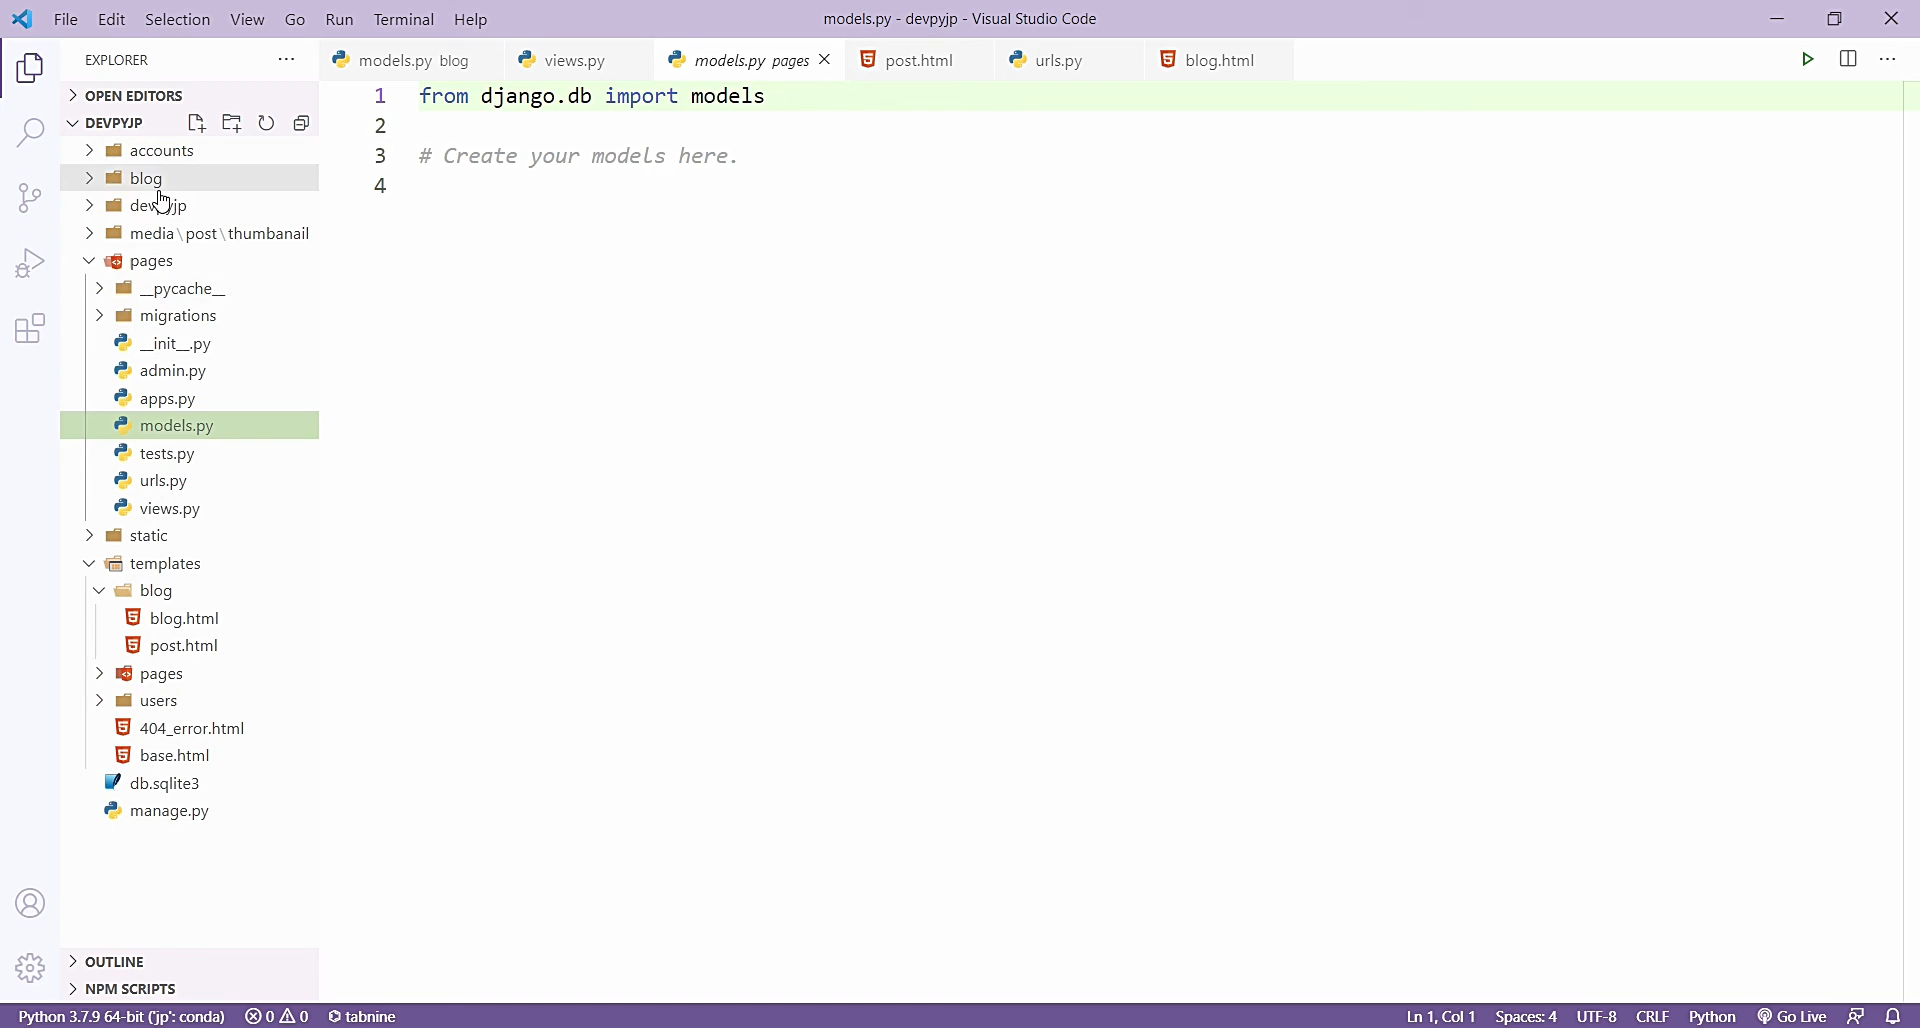 File Edit Selection View Go Run Terminal Help
models.py - devpyjp - Visual Studio Code
EXPLORER
models.py blog
views.py
models.py pages
post.html
urls.py
blog.html
OPEN EDITORS
DEVPYJP
accounts
blog
devpyjp
media\post\thumbanail
pages
__pycache__
migrations
__init__.py
admin.py
apps.py
models.py
tests.py
urls.py
views.py
static
templates
blog
blog.html
post.html
pages
users
404_error.html
base.html
db.sqlite3
manage.py
OUTLINE
NPM SCRIPTS
1 from django.db import models
2
3 # Create your models here.
4
Python 3.7.9 64-bit ('jp': conda) 0 0 tabnine
Ln 1, Col 1 Spaces: 4 UTF-8 CRLF Python Go Live